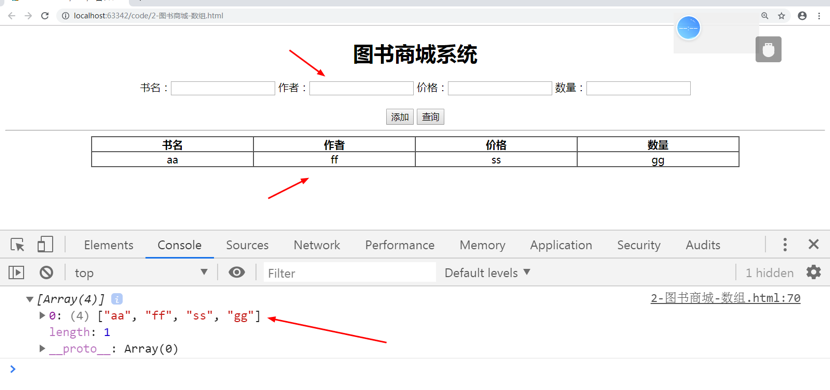 localhost:63342/code/2-图书商城-数组.html
图书商城系统
书名： 作者： 价格： 数量：
添加 查询
书名 作者 价格 数量
aa ff ss gg
Elements Console Sources Network Performance Memory Application Security Audits
top Filter Default levels ▼ 1 hidden
▼[Array(4)] i 2-图书商城-数组.html:70
▶0: (4) ["aa", "ff", "ss", "gg"]
length: 1
▶__proto__: Array(0)